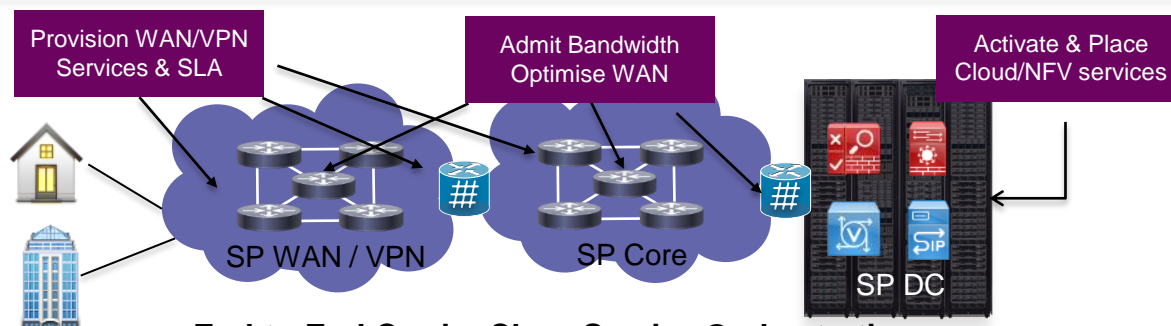 Provision WAN/VPN
Services & SLA
Admit Bandwidth
Optimise WAN
Activate & Place
Cloud/NFV services
SP WAN / VPN
SP Core
V
SIP
SP DC